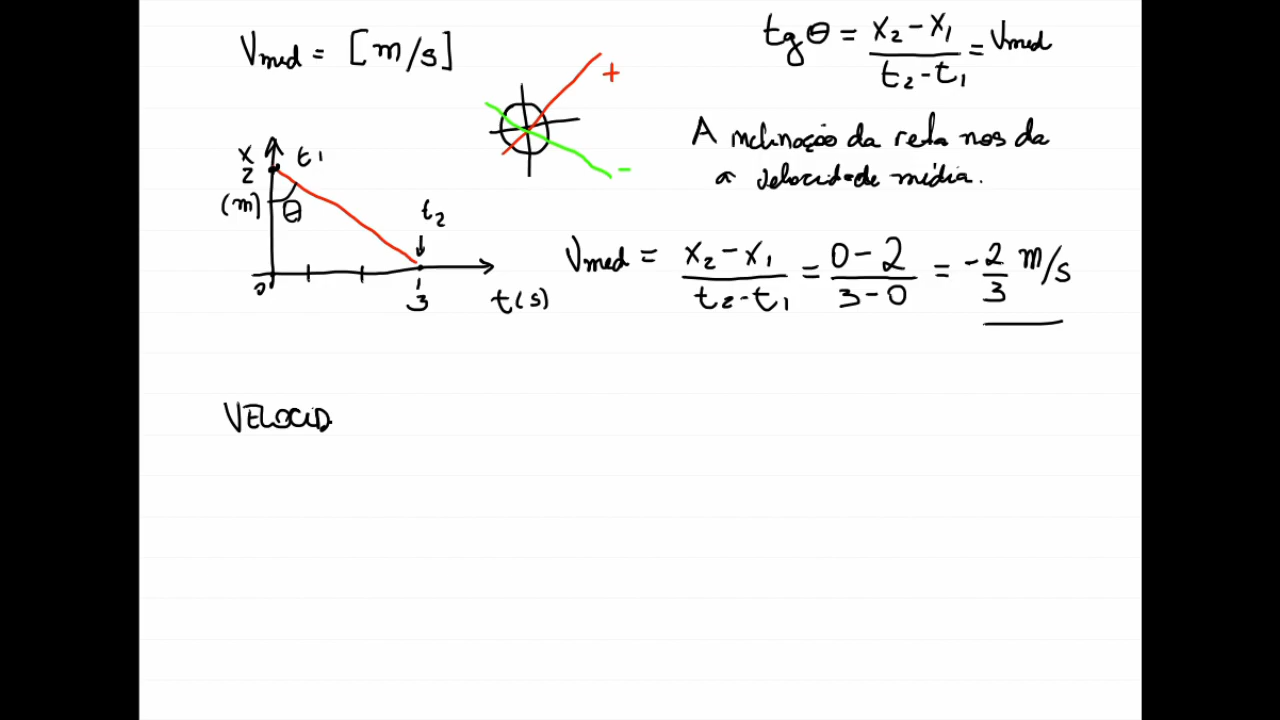 Vmed = [m/s]
tgθ = x₂-x₁ / t₂-t₁ = Vmed
+
-
A inclinação da reta nos da
a velocidade média.
x t₁
2
(m) θ
t₂
0 3 t(s)
Vmed = x₂-x₁ / t₂-t₁ = 0-2 / 3-0 = -2/3 m/s
VELOCID